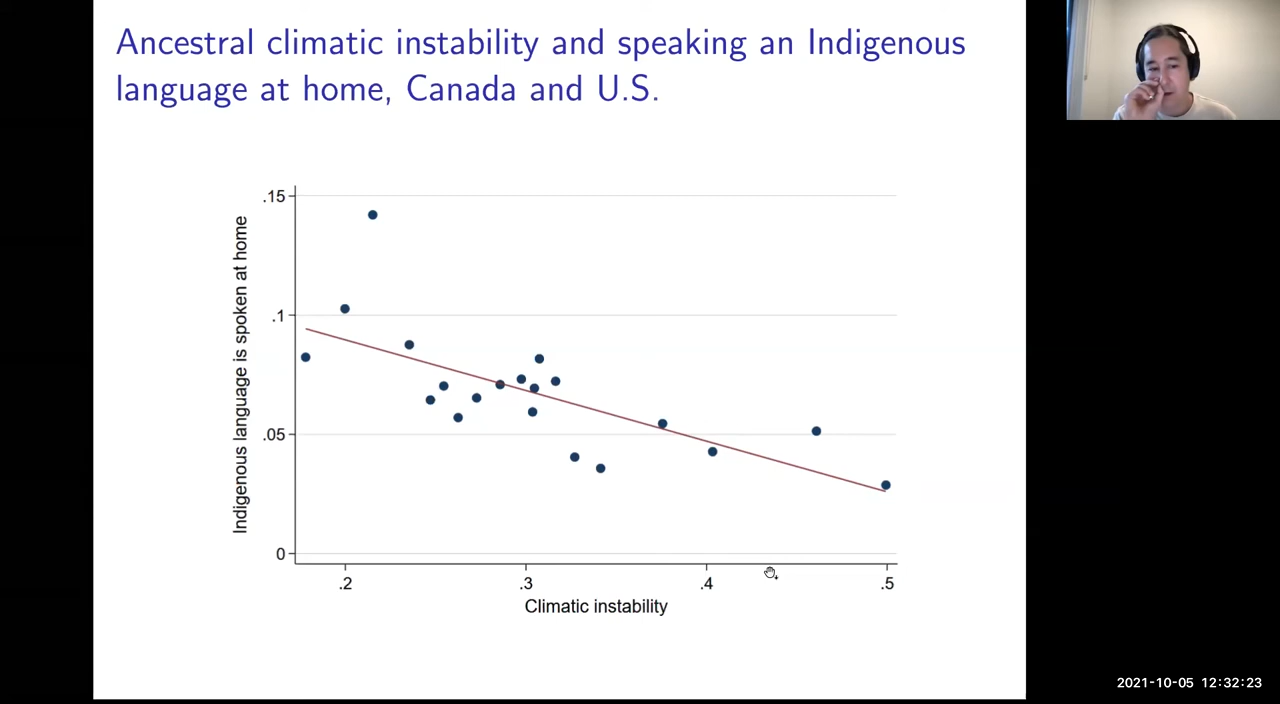 Ancestral climatic instability and speaking an Indigenous
language at home, Canada and U.S.
Indigenous language is spoken at home
.15
.1
.05
0
.2 .3 .4 .5
Climatic instability
2021-10-05 12:32:23